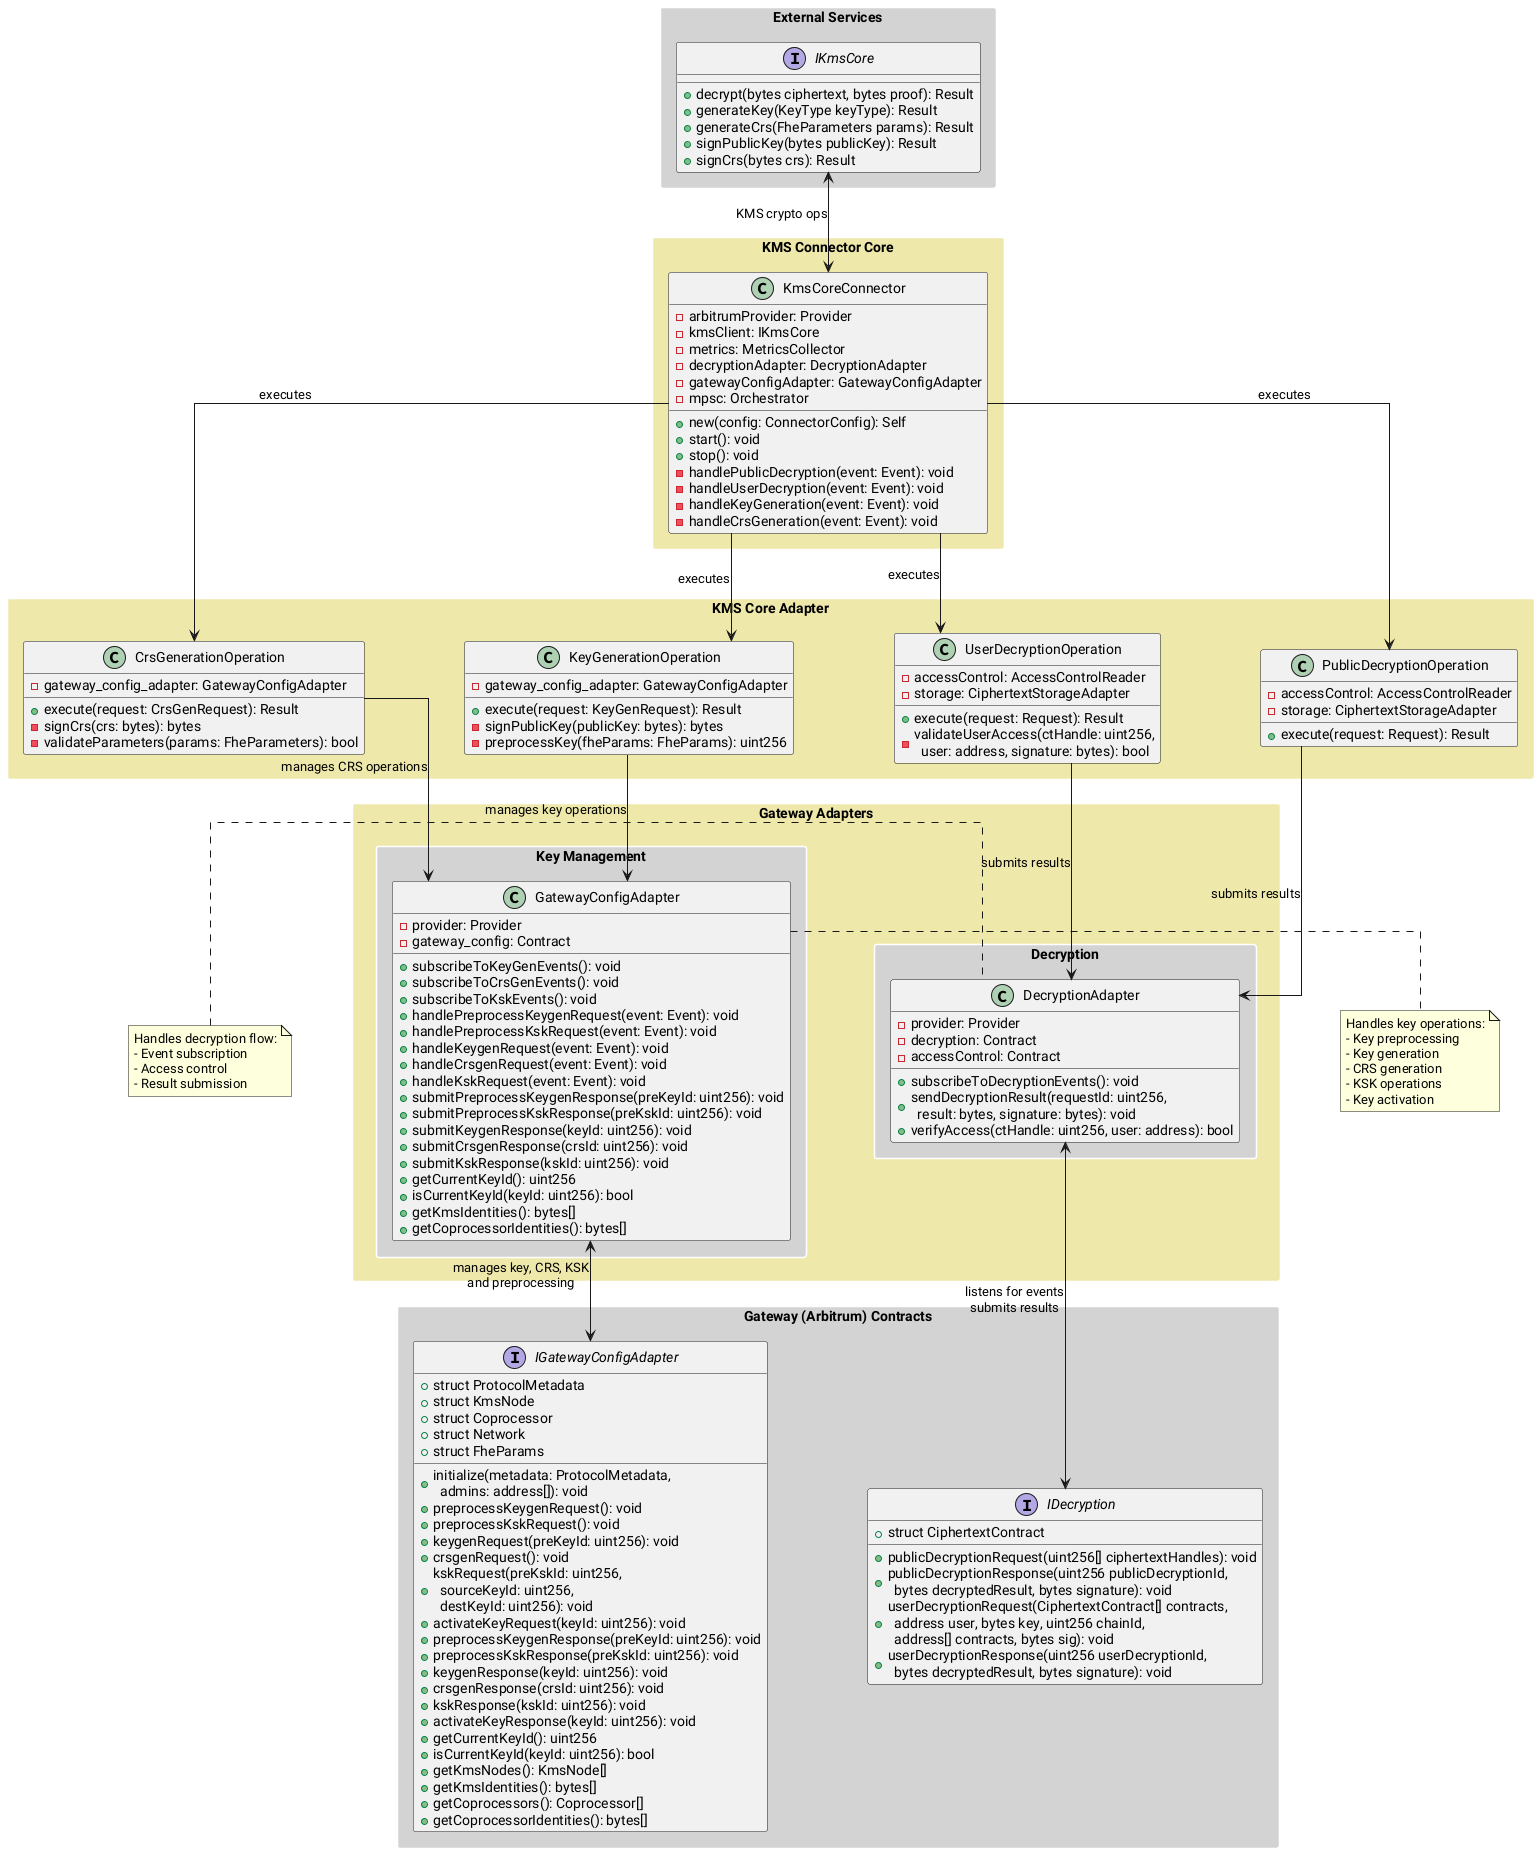 External Services
I IKmsCore
decrypt(bytes ciphertext, bytes proof): Result
generateKey(KeyType keyType): Result
generateCrs(FheParameters params): Result
signPublicKey(bytes publicKey): Result
signCrs(bytes crs): Result
KMS crypto ops
KMS Connector Core
C KmsCoreConnector
arbitrumProvider: Provider
kmsClient: IKmsCore
metrics: MetricsCollector
decryptionAdapter: DecryptionAdapter
gatewayConfigAdapter: GatewayConfigAdapter
mpsc: Orchestrator
new(config: ConnectorConfig): Self
start(): void
stop(): void
handlePublicDecryption(event: Event): void
handleUserDecryption(event: Event): void
handleKeyGeneration(event: Event): void
handleCrsGeneration(event: Event): void
executes
executes
executes
executes
KMS Core Adapter
C CrsGenerationOperation
gateway_config_adapter: GatewayConfigAdapter
execute(request: CrsGenRequest): Result
signCrs(crs: bytes): bytes
validateParameters(params: FheParameters): bool
C KeyGenerationOperation
gateway_config_adapter: GatewayConfigAdapter
execute(request: KeyGenRequest): Result
signPublicKey(publicKey: bytes): bytes
preprocessKey(fheParams: FheParams): uint256
C UserDecryptionOperation
accessControl: AccessControlReader
storage: CiphertextStorageAdapter
execute(request: Request): Result
validateUserAccess(ctHandle: uint256,
user: address, signature: bytes): bool
C PublicDecryptionOperation
accessControl: AccessControlReader
storage: CiphertextStorageAdapter
execute(request: Request): Result
manages CRS operations
manages key operations
submits results
submits results
Gateway Adapters
Key Management
C GatewayConfigAdapter
provider: Provider
gateway_config: Contract
subscribeToKeyGenEvents(): void
subscribeToCrsGenEvents(): void
subscribeToKskEvents(): void
handlePreprocessKeygenRequest(event: Event): void
handlePreprocessKskRequest(event: Event): void
handleKeygenRequest(event: Event): void
handleCrsgenRequest(event: Event): void
handleKskRequest(event: Event): void
submitPreprocessKeygenResponse(preKeyId: uint256): void
submitPreprocessKskResponse(preKskId: uint256): void
submitKeygenResponse(keyId: uint256): void
submitCrsgenResponse(crsId: uint256): void
submitKskResponse(kskId: uint256): void
getCurrentKeyId(): uint256
isCurrentKeyId(keyId: uint256): bool
getKmsIdentities(): bytes[]
getCoprocessorIdentities(): bytes[]
Decryption
C DecryptionAdapter
provider: Provider
decryption: Contract
accessControl: Contract
subscribeToDecryptionEvents(): void
sendDecryptionResult(requestId: uint256,
result: bytes, signature: bytes): void
verifyAccess(ctHandle: uint256, user: address): bool
Handles decryption flow:
- Event subscription
- Access control
- Result submission
Handles key operations:
- Key preprocessing
- Key generation
- CRS generation
- KSK operations
- Key activation
manages key, CRS, KSK
and preprocessing
listens for events
submits results
Gateway (Arbitrum) Contracts
I IGatewayConfigAdapter
struct ProtocolMetadata
struct KmsNode
struct Coprocessor
struct Network
struct FheParams
initialize(metadata: ProtocolMetadata,
admins: address[]): void
preprocessKeygenRequest(): void
preprocessKskRequest(): void
keygenRequest(preKeyId: uint256): void
crsgenRequest(): void
kskRequest(preKskId: uint256,
sourceKeyId: uint256,
destKeyId: uint256): void
activateKeyRequest(keyId: uint256): void
preprocessKeygenResponse(preKeyId: uint256): void
preprocessKskResponse(preKskId: uint256): void
keygenResponse(keyId: uint256): void
crsgenResponse(crsId: uint256): void
kskResponse(kskId: uint256): void
activateKeyResponse(keyId: uint256): void
getCurrentKeyId(): uint256
isCurrentKeyId(keyId: uint256): bool
getKmsNodes(): KmsNode[]
getKmsIdentities(): bytes[]
getCoprocessors(): Coprocessor[]
getCoprocessorIdentities(): bytes[]
I IDecryption
struct CiphertextContract
publicDecryptionRequest(uint256[] ciphertextHandles): void
publicDecryptionResponse(uint256 publicDecryptionId,
bytes decryptedResult, bytes signature): void
userDecryptionRequest(CiphertextContract[] contracts,
address user, bytes key, uint256 chainId,
address[] contracts, bytes sig): void
userDecryptionResponse(uint256 userDecryptionId,
bytes decryptedResult, bytes signature): void